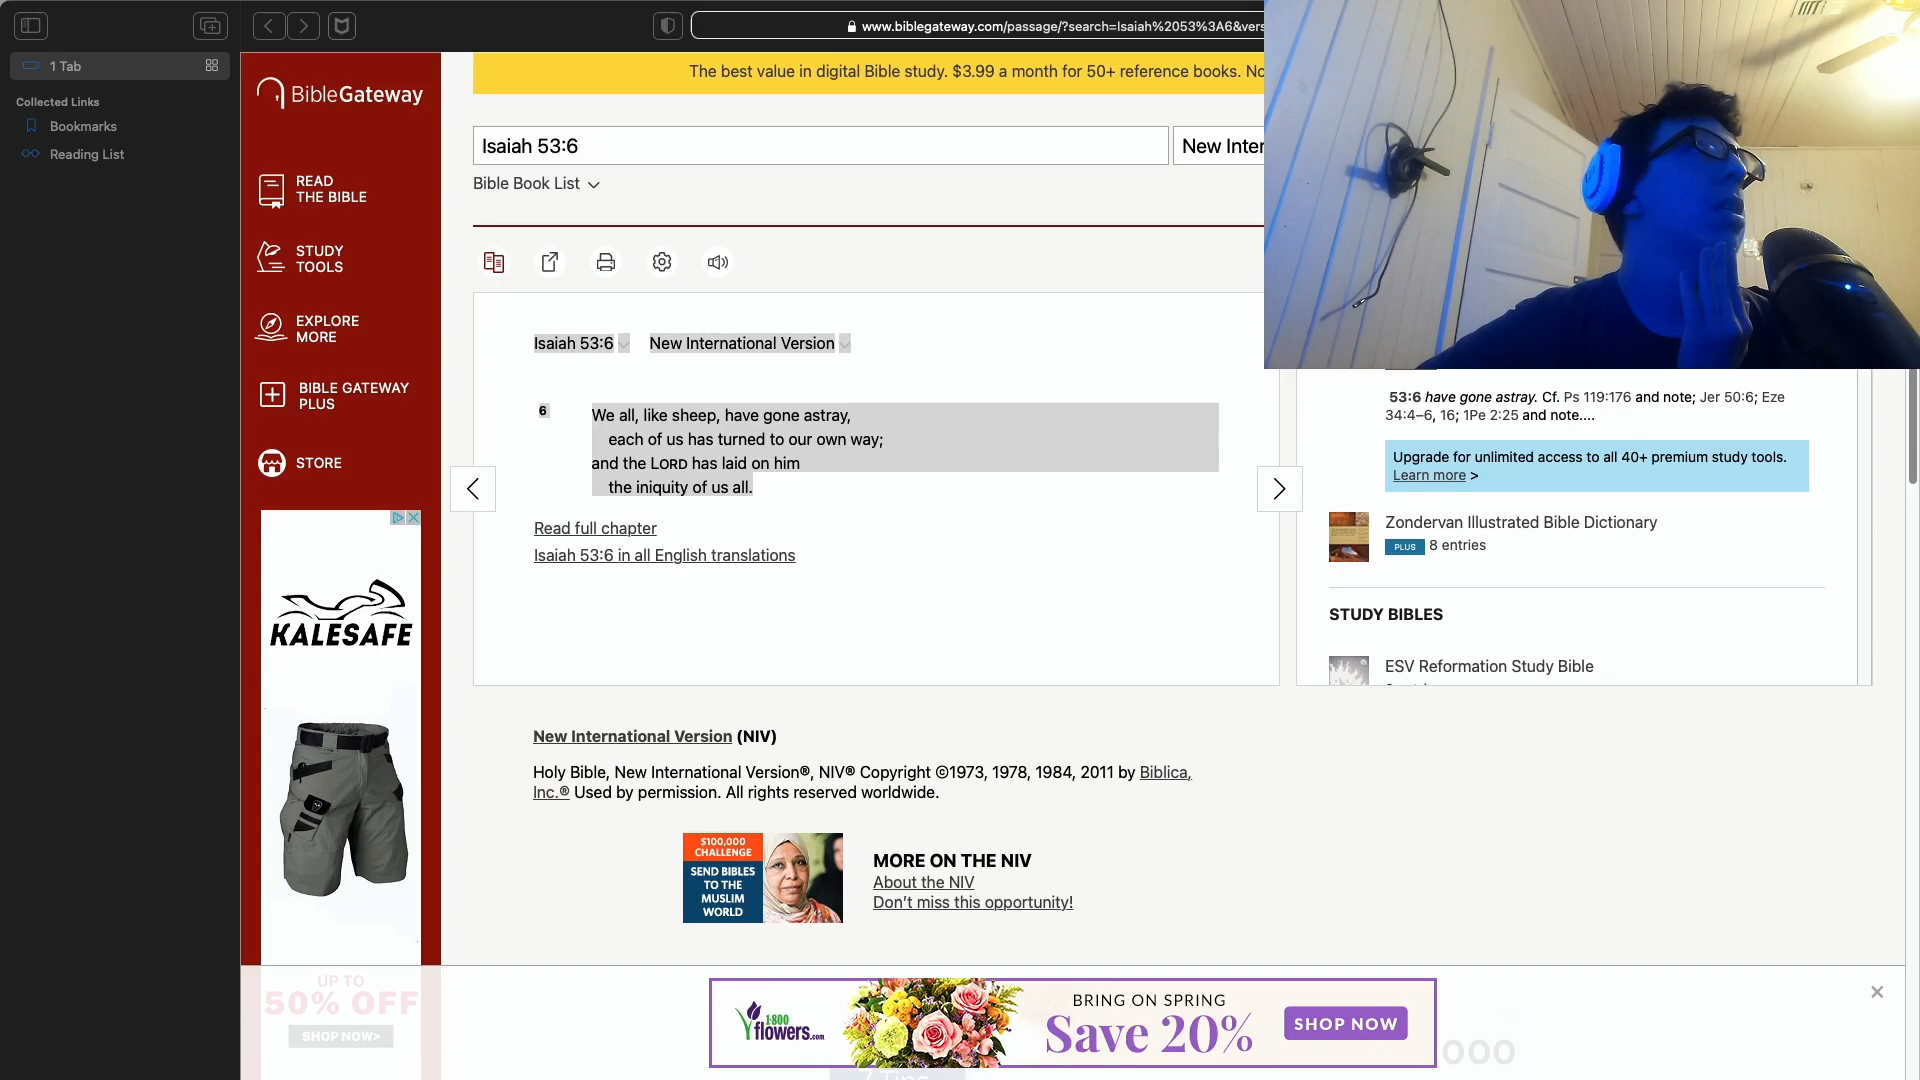 1 Tab
Collected Links
Bookmarks
Reading List
www.biblegateway.com/passage/?search=Isaiah%2053%3A6&vers
BibleGateway
READ
THE BIBLE
STUDY
TOOLS
EXPLORE
MORE
BIBLE GATEWAY
PLUS
STORE
KALESAFE
UP TO
50% OFF
SHOP NOW>
The best value in digital Bible study. $3.99 a month for 50+ reference books. No
Isaiah 53:6
New Inter
Bible Book List
Isaiah 53:6 New International Version
6 We all, like sheep, have gone astray,
each of us has turned to our own way;
and the LORD has laid on him
the iniquity of us all.
Read full chapter
Isaiah 53:6 in all English translations
53:6 have gone astray. Cf. Ps 119:176 and note; Jer 50:6; Eze
34:4–6, 16; 1Pe 2:25 and note....
Upgrade for unlimited access to all 40+ premium study tools.
Learn more >
Zondervan Illustrated Bible Dictionary
PLUS 8 entries
STUDY BIBLES
ESV Reformation Study Bible
New International Version (NIV)
Holy Bible, New International Version®, NIV® Copyright ©1973, 1978, 1984, 2011 by Biblica,
Inc.® Used by permission. All rights reserved worldwide.
$100,000
CHALLENGE
SEND BIBLES
TO THE
MUSLIM
WORLD
MORE ON THE NIV
About the NIV
Don't miss this opportunity!
1-800
flowers.com
BRING ON SPRING
Save 20%
SHOP NOW
000